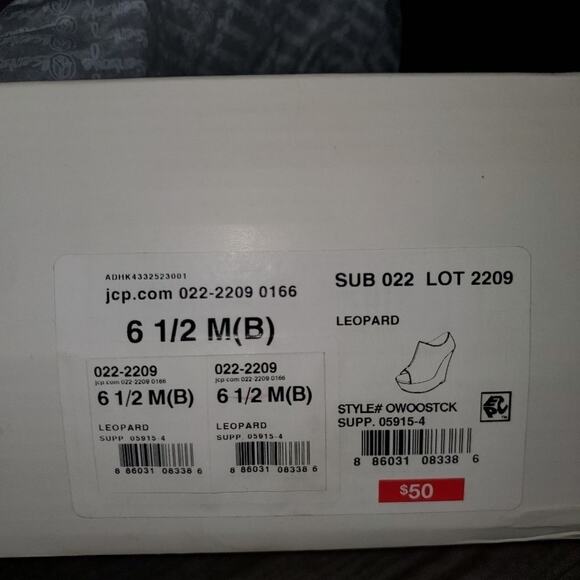 ADHK4332523001
jcp.com 022-2209 0166
6 1/2 M(B)
022-2209
jcp com 022-2209 0166
6 1/2 M(B)
LEOPARD
SUPP 05915-4
8 86031 08338 6
022-2209
jcp.com 022-2209 0166
6 1/2 M(B)
LEOPARD
SUPP 05915-4
8 86031 08338 6
SUB 022 LOT 2209
LEOPARD
STYLE# OWOOSTCK
SUPP. 05915-4
8 86031 08338 6
$50